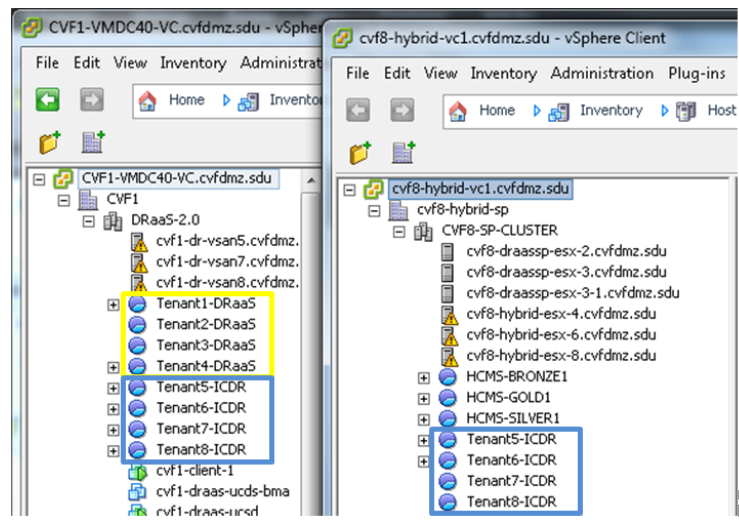 CVF1-VMDC40-VC.cvfdmz.sdu - vSpher
File Edit View Inventory Administrat
Home Invento
CVF1-VMDC40-VC.cvfdmz.sdu
CVF1
DRaaS-2.0
cvf1-dr-vsan5.cvfdmz.
cvf1-dr-vsan7.cvfdmz.
cvf1-dr-vsan8.cvfdmz.
Tenant1-DRaaS
Tenant2-DRaaS
Tenant3-DRaaS
Tenant4-DRaaS
Tenant5-ICDR
Tenant6-ICDR
Tenant7-ICDR
Tenant8-ICDR
cvf1-client-1
cvf1-draas-ucds-bma
cvf1-draas-ucsd
cvf8-hybrid-vc1.cvfdmz.sdu - vSphere Client
File Edit View Inventory Administration Plug-ins
Home Inventory Host
cvf8-hybrid-vc1.cvfdmz.sdu
cvf8-hybrid-sp
CVF8-SP-CLUSTER
cvf8-draassp-esx-2.cvfdmz.sdu
cvf8-draassp-esx-3.cvfdmz.sdu
cvf8-draassp-esx-3-1.cvfdmz.sdu
cvf8-hybrid-esx-4.cvfdmz.sdu
cvf8-hybrid-esx-6.cvfdmz.sdu
cvf8-hybrid-esx-8.cvfdmz.sdu
HCMS-BRONZE1
HCMS-GOLD1
HCMS-SILVER1
Tenant5-ICDR
Tenant6-ICDR
Tenant7-ICDR
Tenant8-ICDR